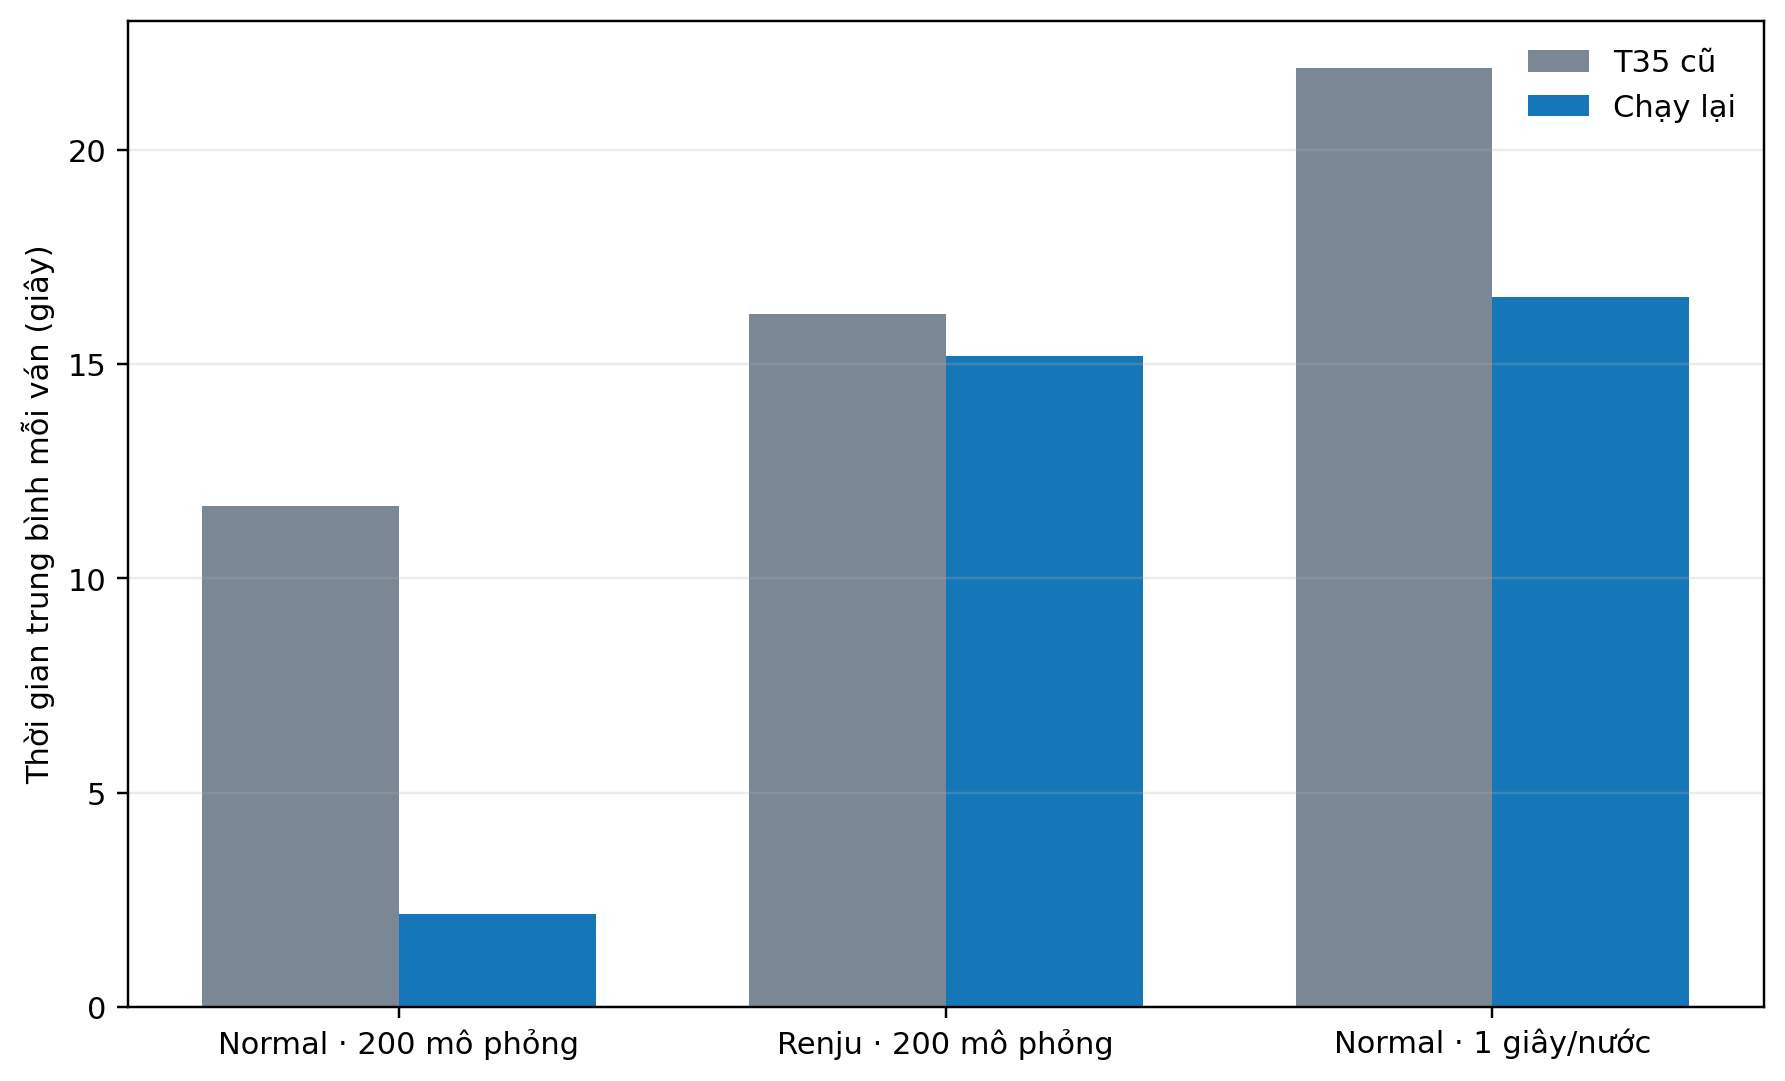 Thời gian trung bình mỗi ván (giây)
20
15
10
5
0
T35 cũ
Chạy lại
Normal · 200 mô phỏng
Renju · 200 mô phỏng
Normal · 1 giây/nước